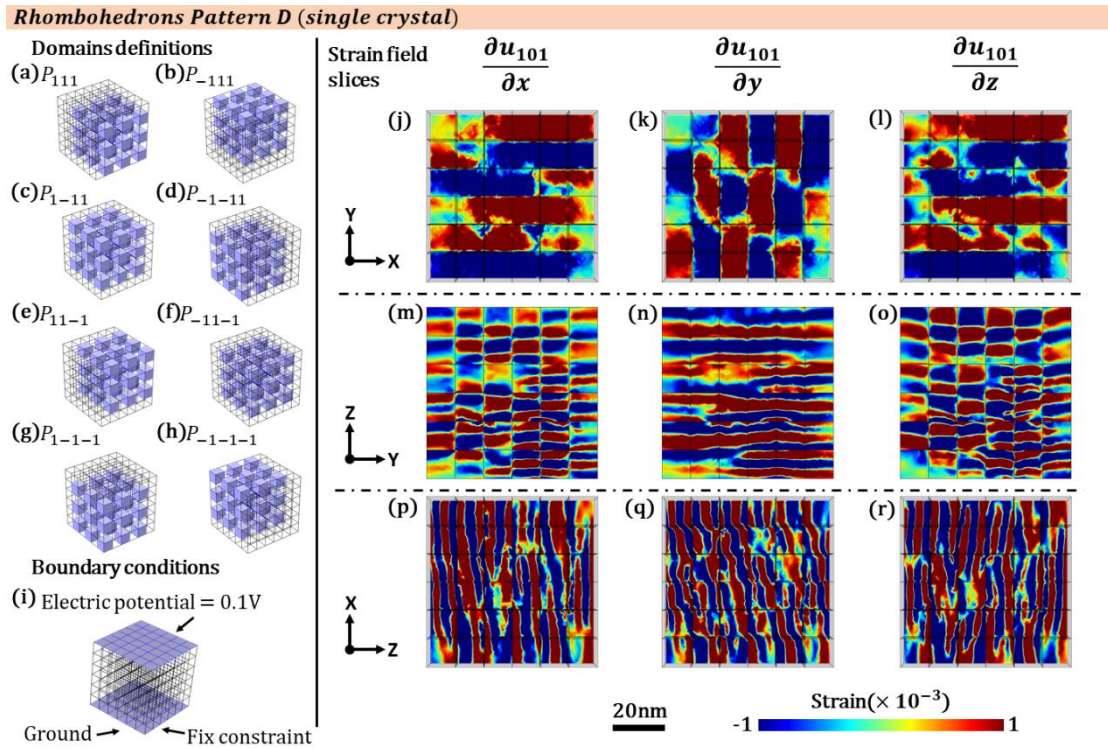 Rhombohedrons Pattern D (single crystal)
Domains definitions
(a) P₁₁₁ (b) P₋₁₁₁
(c) P₁₋₁₁ (d) P₋₁₋₁₁
(e) P₁₁₋₁ (f) P₋₁₁₋₁
(g) P₁₋₁₋₁ (h) P₋₁₋₁₋₁
Boundary conditions
(i) Electric potential = 0.1V
Ground Fix constraint
Strain field
slices
∂u₁₀₁/∂x ∂u₁₀₁/∂y ∂u₁₀₁/∂z
(j) (k) (l)
Y
X
(m) (n) (o)
Z
Y
(p) (q) (r)
X
Z
20nm
Strain(× 10⁻³)
-1 1